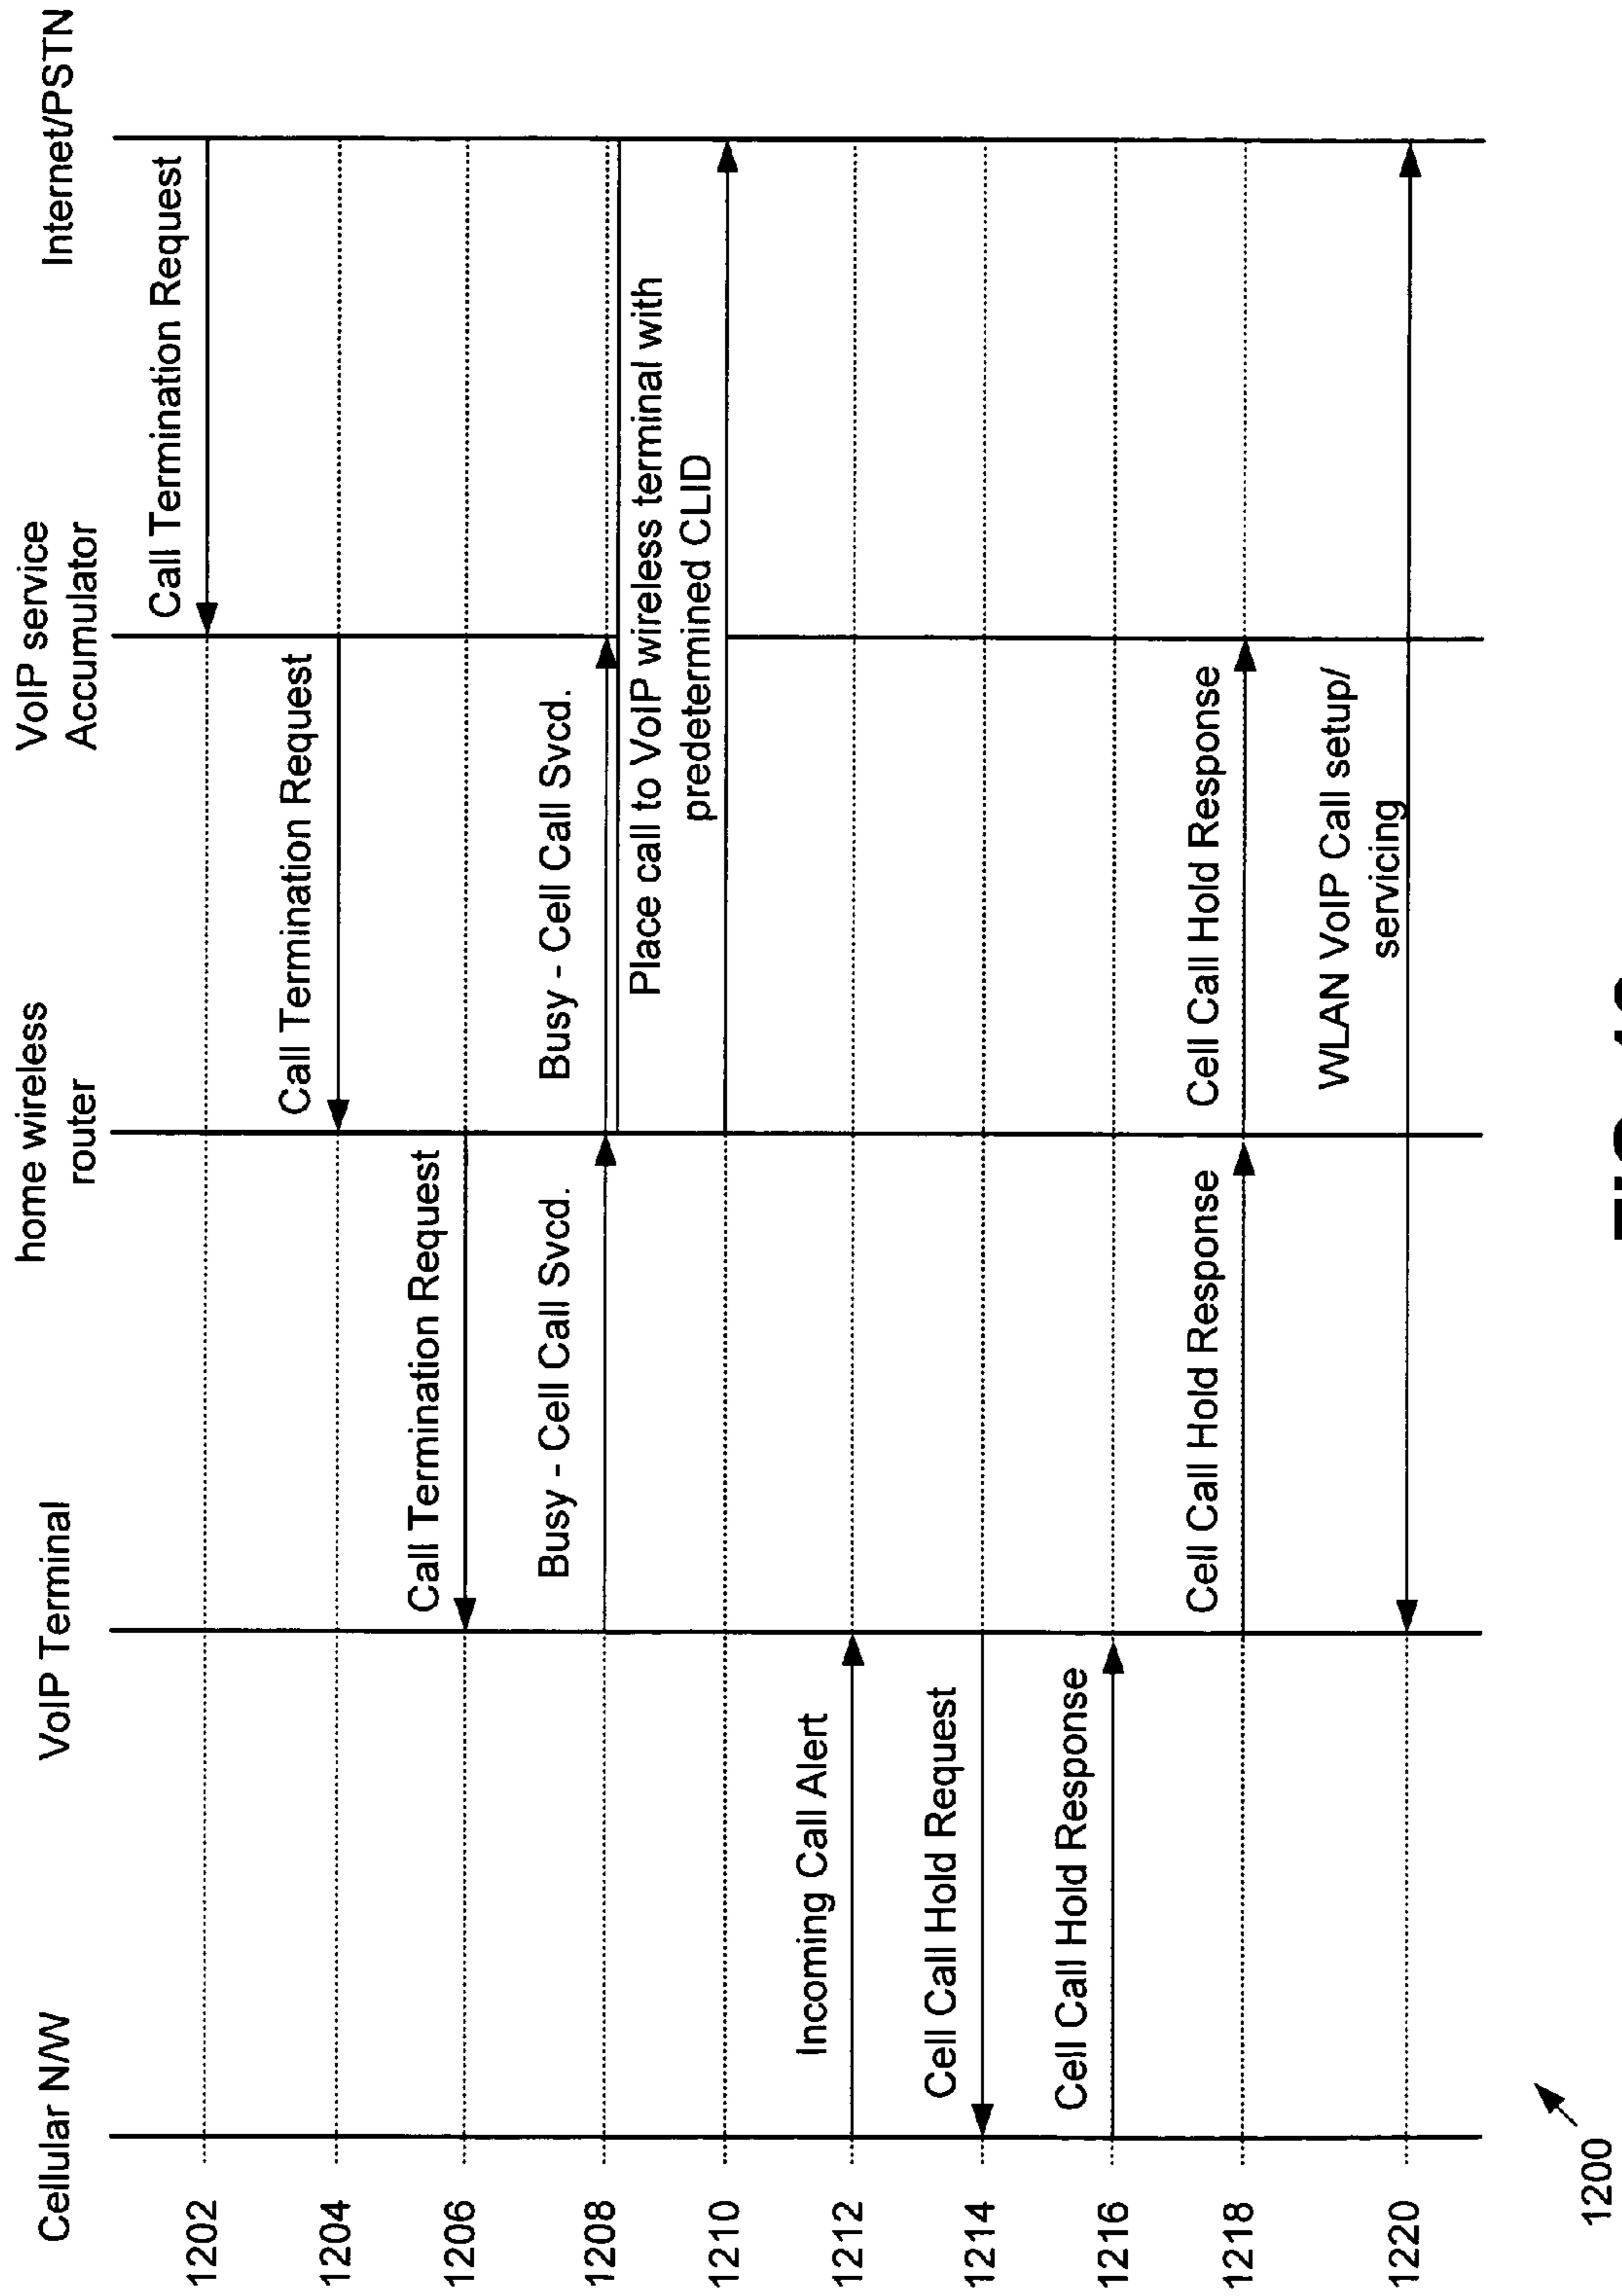 Cellular N/W
VoIP Terminal
home wireless
router
VoIP service
Accumulator
Internet/PSTN
1202
Call Termination Request
1204
Call Termination Request
1206
Call Termination Request
1208
Busy - Cell Call Svcd.
Busy - Cell Call Svcd.
Place call to VoIP wireless terminal with
predetermined CLID
1210
1212
Incoming Call Alert
1214
Cell Call Hold Request
1216
Cell Call Hold Response
1218
Cell Call Hold Response
Cell Call Hold Response
WLAN VoIP Call setup/
servicing
1220
1200